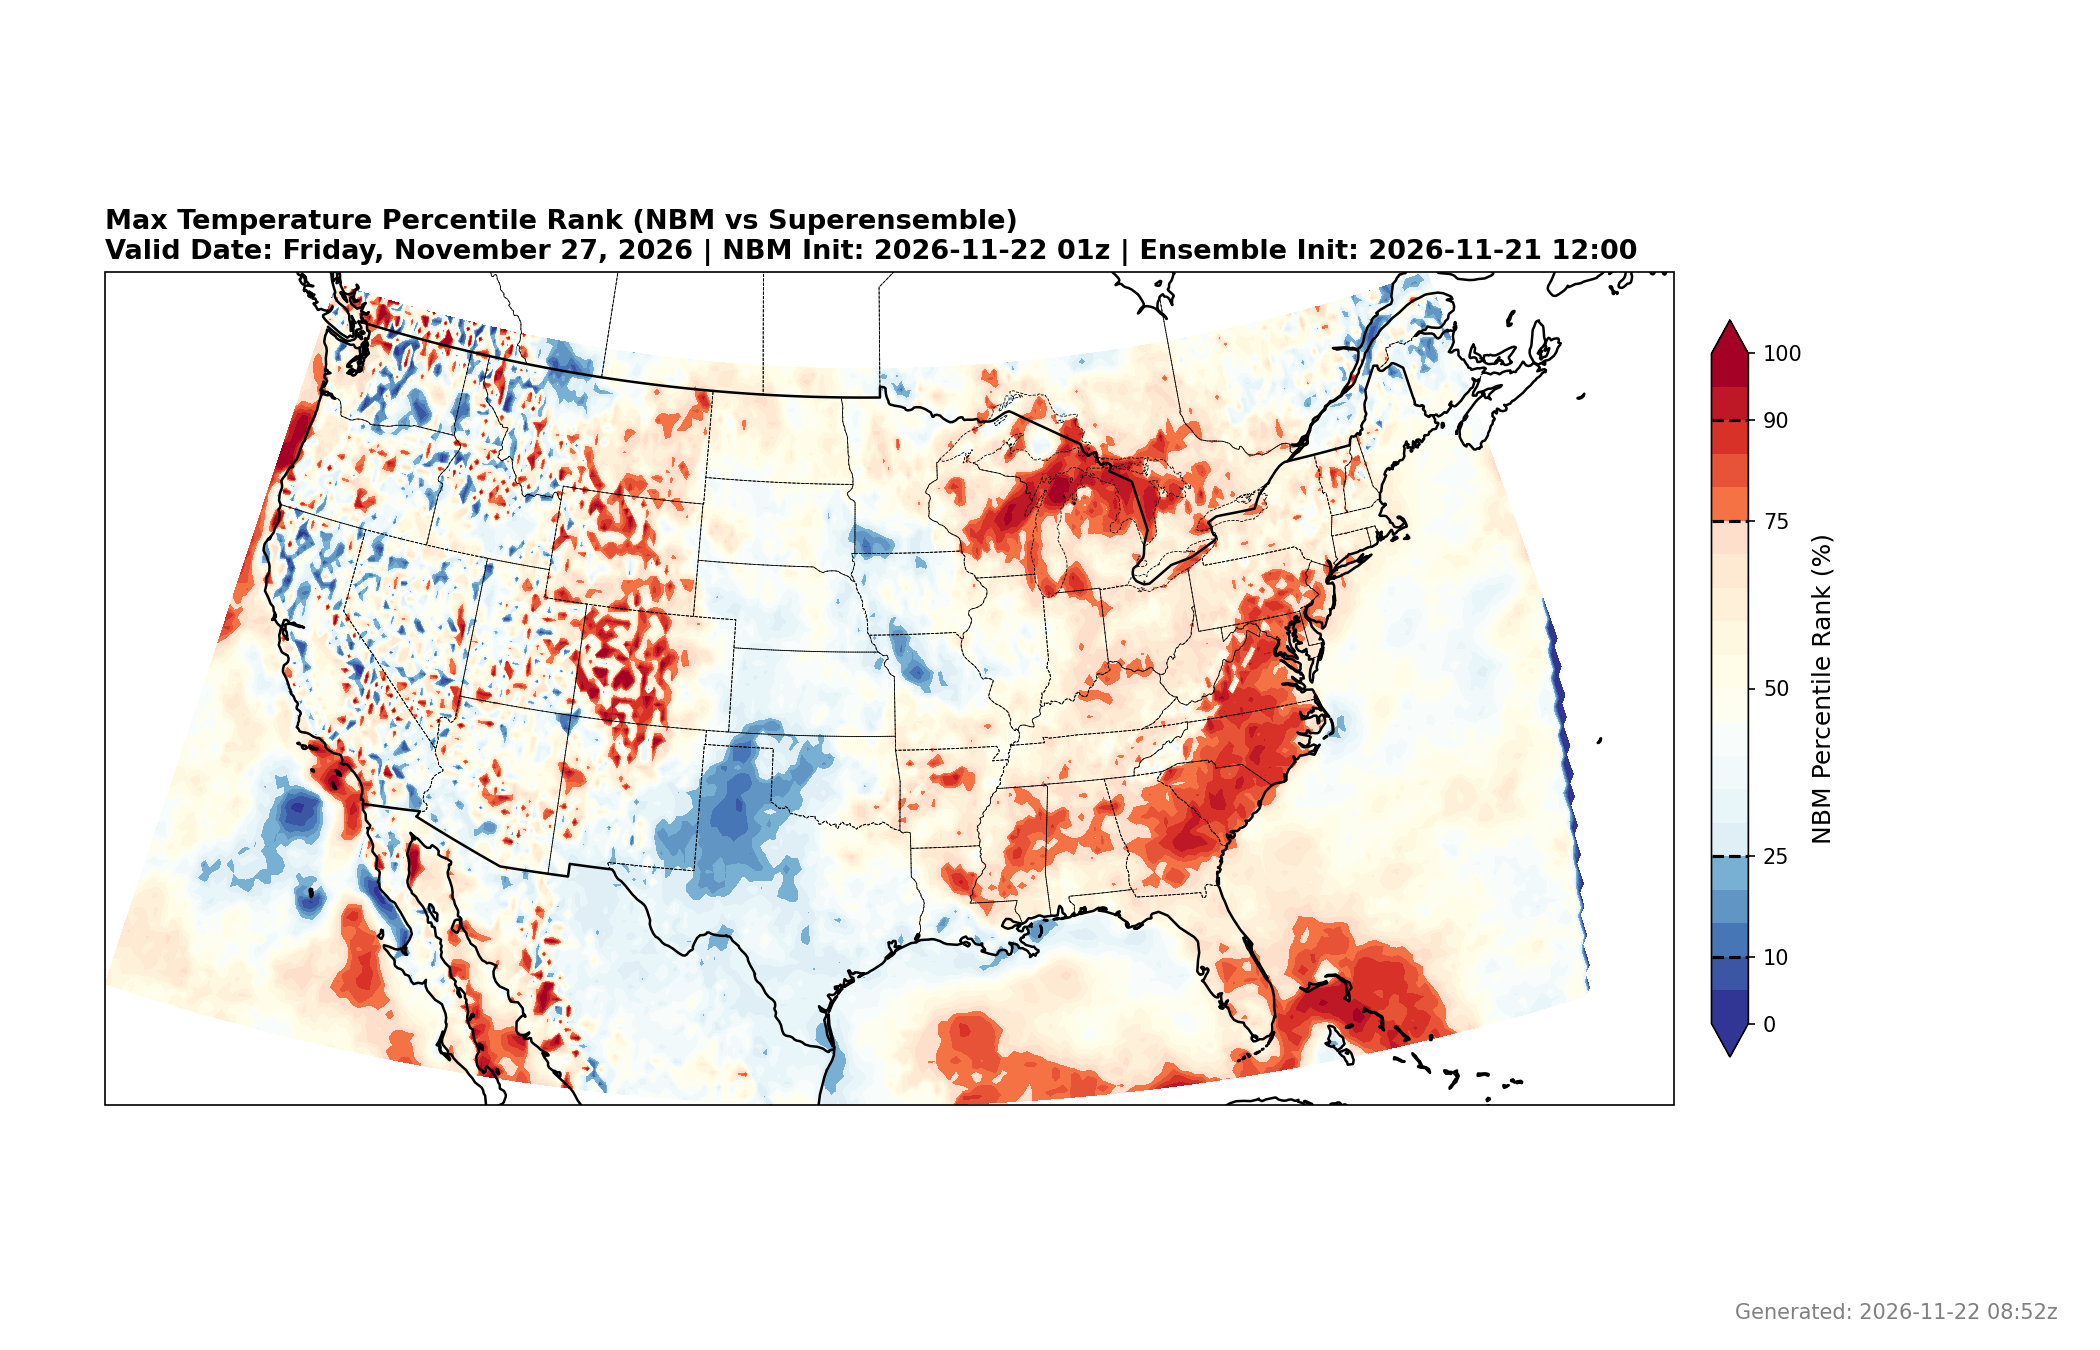 Max Temperature Percentile Rank (NBM vs Superensemble)
Valid Date: Friday, November 27, 2026 | NBM Init: 2026-11-22 01z | Ensemble Init: 2026-11-21 12:00
100
90
75
50
25
10
0
NBM Percentile Rank (%)
Generated: 2026-11-22 08:52z